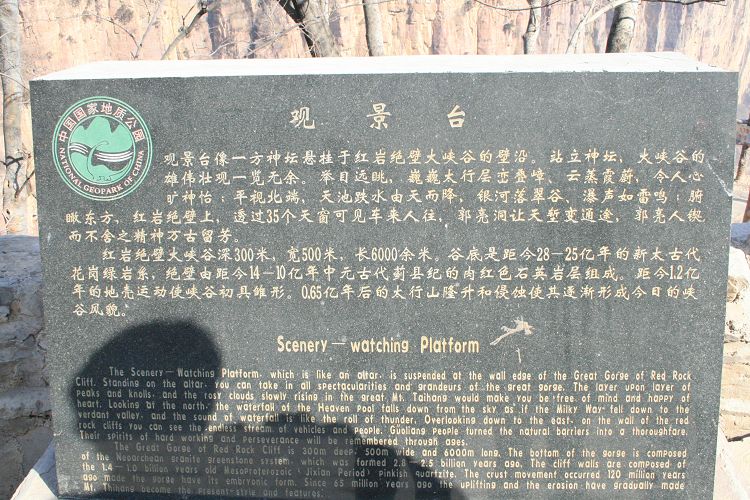 中国国家地质公园
NATIONAL GEOPARK OF CHINA
观景台
观景台像一方神坛悬挂于红岩绝壁大峡谷的壁沿。站立神坛，大峡谷的
雄伟壮观一览无余。举目远眺，巍巍太行层峦叠嶂、云蒸霞蔚，令人心
旷神怡；平视北端，天池跌水由天而降，银河落翠谷、瀑声如雷鸣；俯
瞰东方，红岩绝壁上，透过35个天窗可见车来人往，郭亮洞让天堑变通途，郭亮人锲
而不舍之精神万古留芳。
红岩绝壁大峡谷深300米，宽500米，长6000余米。谷底是距今28—25亿年的新太古代
花岗绿岩系，绝壁由距今14—10亿年中元古代蓟县纪的肉红色石英岩层组成。距今1.2亿
年的地壳运动使峡谷初具雏形。0.65亿年后的太行山隆升和侵蚀使其逐渐形成今日的峡
谷风貌。
Scenery—watching Platform
The Scenery—Watching Platform, which is like an altar, is suspended at the wall edge of the Great Gorge of Red Rock
Cliff. Standing on the altar, you can take in all spectacularities and grandeurs of the great gorge. The layer upon layer of
peaks and knolls, and the rosy clouds slowly rising in the great Mt. Taihang would make you be free of mind and happy of
heart. Looking at the north, the waterfall of the Heaven Pool falls down from the sky as if the Milky Way fell down to the
verdant valley, and the sound of waterfall is like the roll of thunder. Overlooking down to the east, on the wall of the red
rock cliffs you can see the endless stream of vehicles and people. Guoliang people turned the natural barriers into a thoroughfare.
Their spirits of hard working and perseverance will be remembered through ages.
The Great Gorge of Red Rock Cliff is 300m deep, 500m wide and 6000m long. The bottom of the gorge is composed
of the Neoarchean granite greenstone system, which was formed 2.8—2.5 billion years ago. The cliff walls are composed of
the 1.4—1.0 billion years old Mesoproterozoic (Jixian Period) pinkish quartzite. The crust movement occurred 120 million years
ago made the gorge have its embryonic form. Since 65 million years ago the uplifting and the erosion have gradually made
Mt. Taihang become the present style and features.